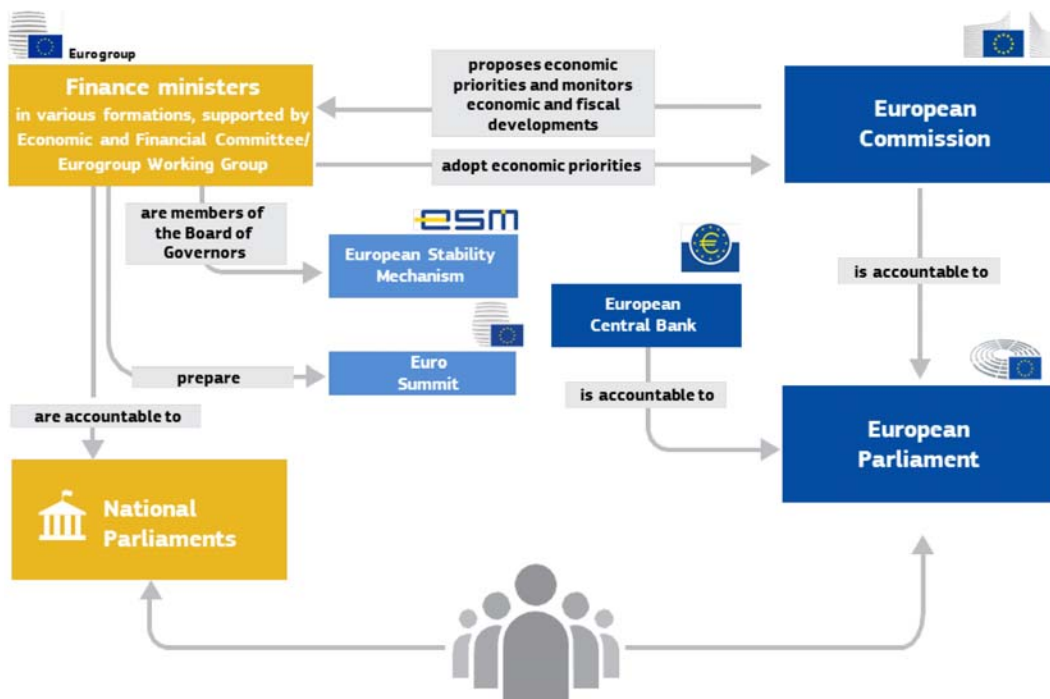 Eurogroup
Finance ministers
in various formations, supported by
Economic and Financial Committee/
Eurogroup Working Group
proposes economic
priorities and monitors
economic and fiscal
developments
adopt economic priorities
European
Commission
are members of
the Board of
Governors
esm
European Stability
Mechanism
€
European
Central Bank
is accountable to
Euro
Summit
prepare
is accountable to
are accountable to
European
Parliament
National
Parliaments